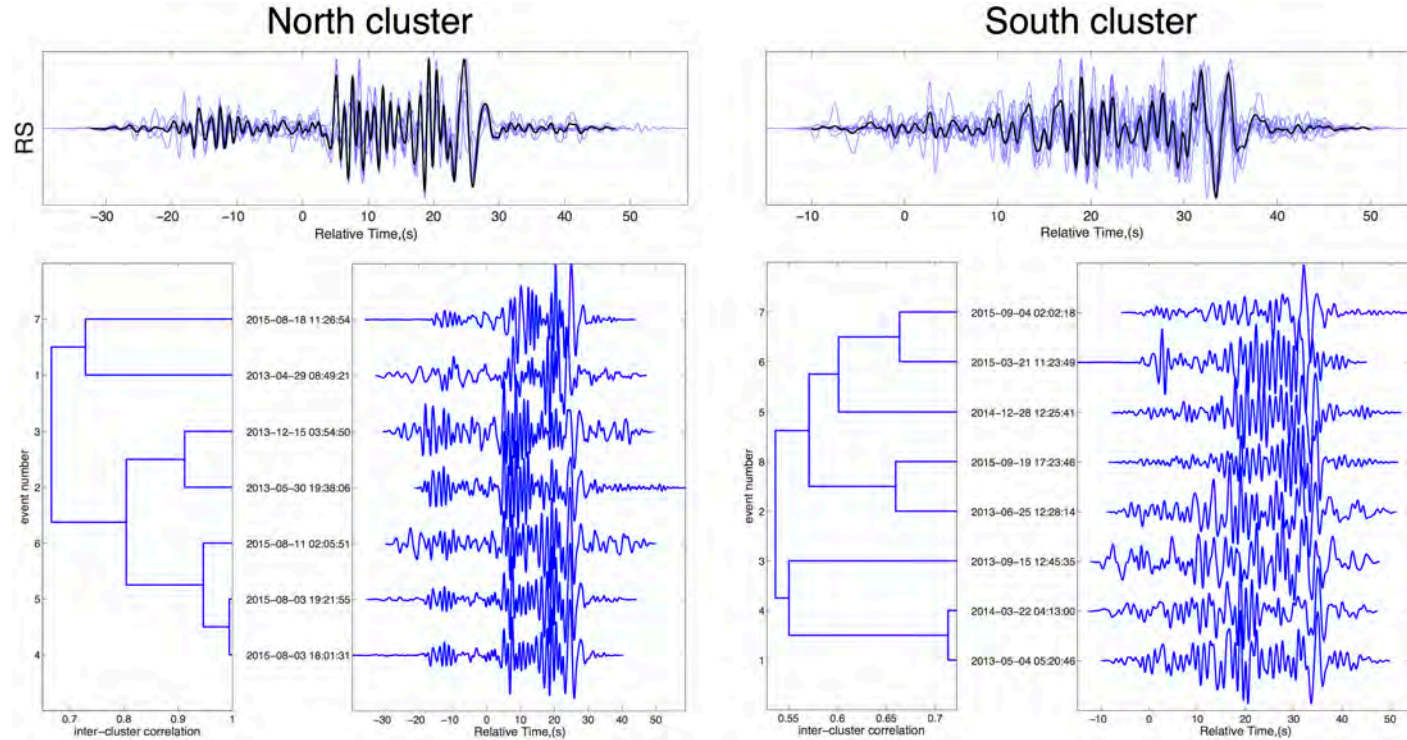 North cluster
South cluster
RS
−30 −20 −10 0 10 20 30 40 50
Relative Time,(s)
−10 0 10 20 30 40 50
Relative Time,(s)
event number
7 2015−08−18 11:26:54
1 2013−04−29 08:49:21
3 2013−12−15 03:54:50
2 2013−05−30 19:38:06
6 2015−08−11 02:05:51
5 2015−08−03 19:21:55
4 2015−08−03 18:01:31
0.7 0.8 0.9 1
inter−cluster correlation
−30 −20 −10 0 10 20 30 40 50
Relative Time,(s)
event number
7 2015−09−04 02:02:18
6 2015−03−21 11:23:49
5 2014−12−28 12:25:41
8 2015−09−19 17:23:46
2 2013−06−25 12:28:14
3 2013−09−15 12:45:35
4 2014−03−22 04:13:00
1 2013−05−04 05:20:46
0.55 0.6 0.65 0.7
inter−cluster correlation
−10 0 10 20 30 40 50
Relative Time,(s)